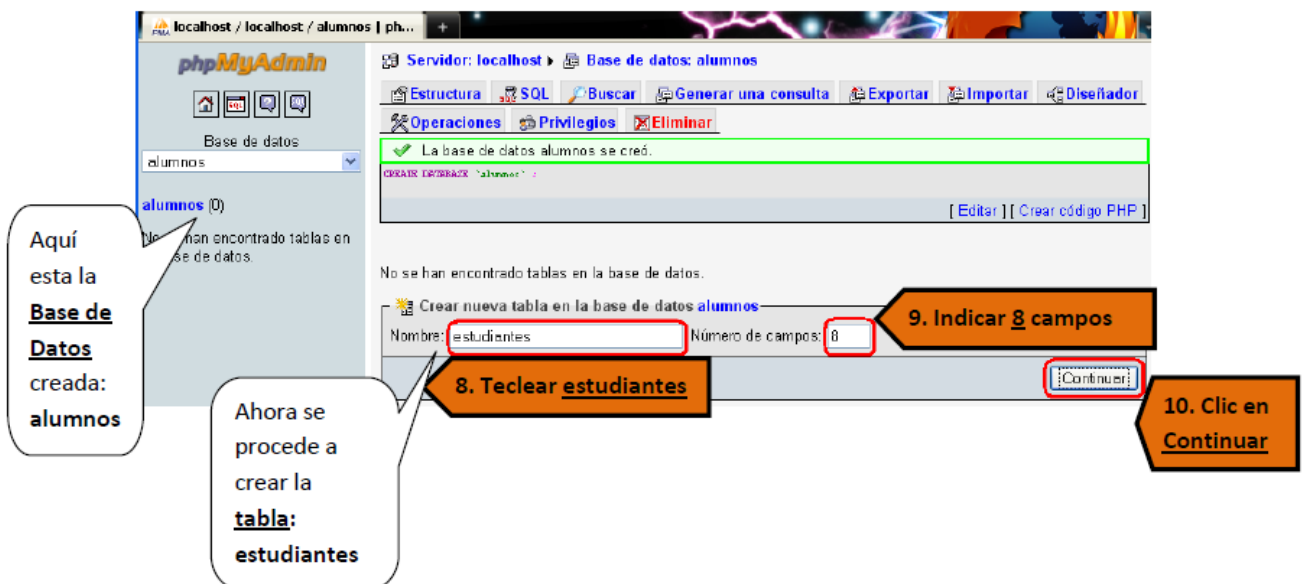 localhost / localhost / alumnos | ph...
phpMyAdmin
Base de datos
alumnos
alumnos (0)
No han encontrado tablas en
se de datos.
Servidor: localhost Base de datos: alumnos
Estructura SQL Buscar Generar una consulta Exportar Importar Diseñador
Operaciones Privilegios Eliminar
La base de datos alumnos se creó.
CREATE DATABASE `alumnos` ;
[ Editar ] [ Crear código PHP ]
No se han encontrado tablas en la base de datos.
Crear nueva tabla en la base de datos alumnos
Nombre: estudiantes Número de campos: 8
Continuar
Aquí
esta la
Base de
Datos
creada:
alumnos
Ahora se
procede a
crear la
tabla:
estudiantes
8. Teclear estudiantes
9. Indicar 8 campos
10. Clic en
Continuar